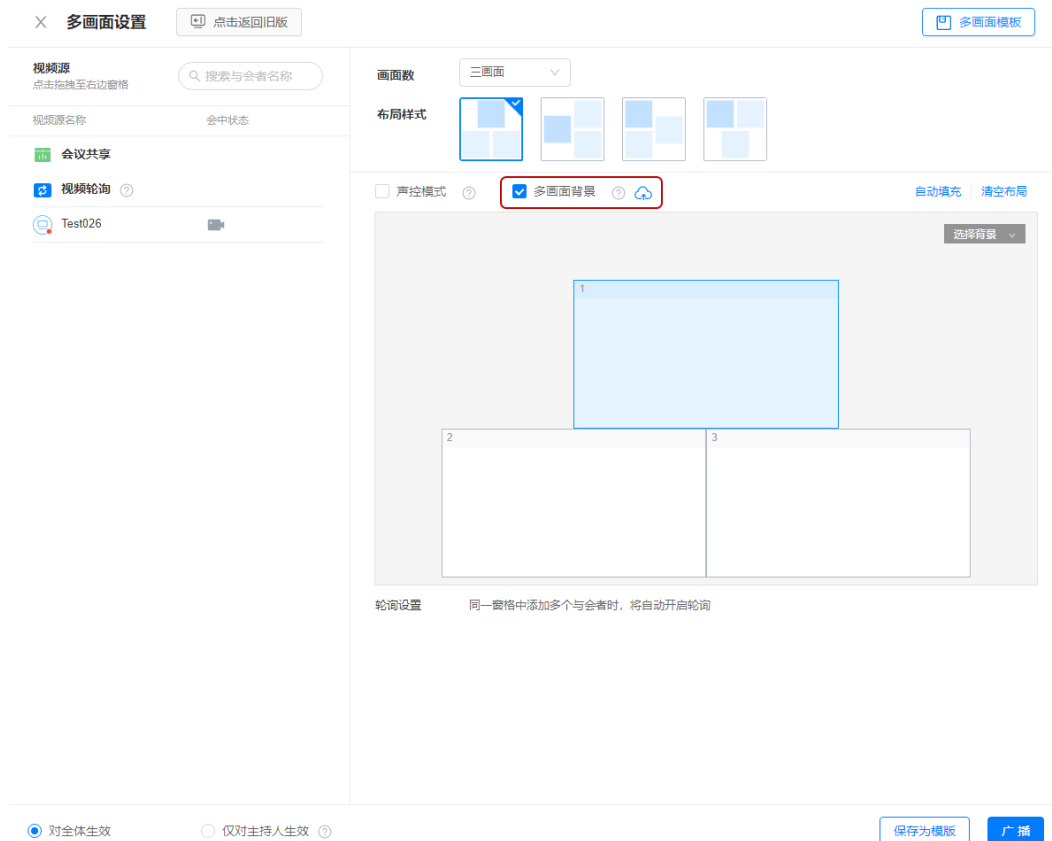 多画面设置
点击返回旧版
多画面模板
视频源
点击拖拽至右边窗格
搜索与会者名称
视频源名称
会中状态
会议共享
视频轮询
Test026
画面数
三画面
布局样式
声控模式
多画面背景
自动填充
清空布局
选择背景
1
2
3
轮询设置
同一窗格中添加多个与会者时，将自动开启轮询
对全体生效
仅对主持人生效
保存为模版
广播